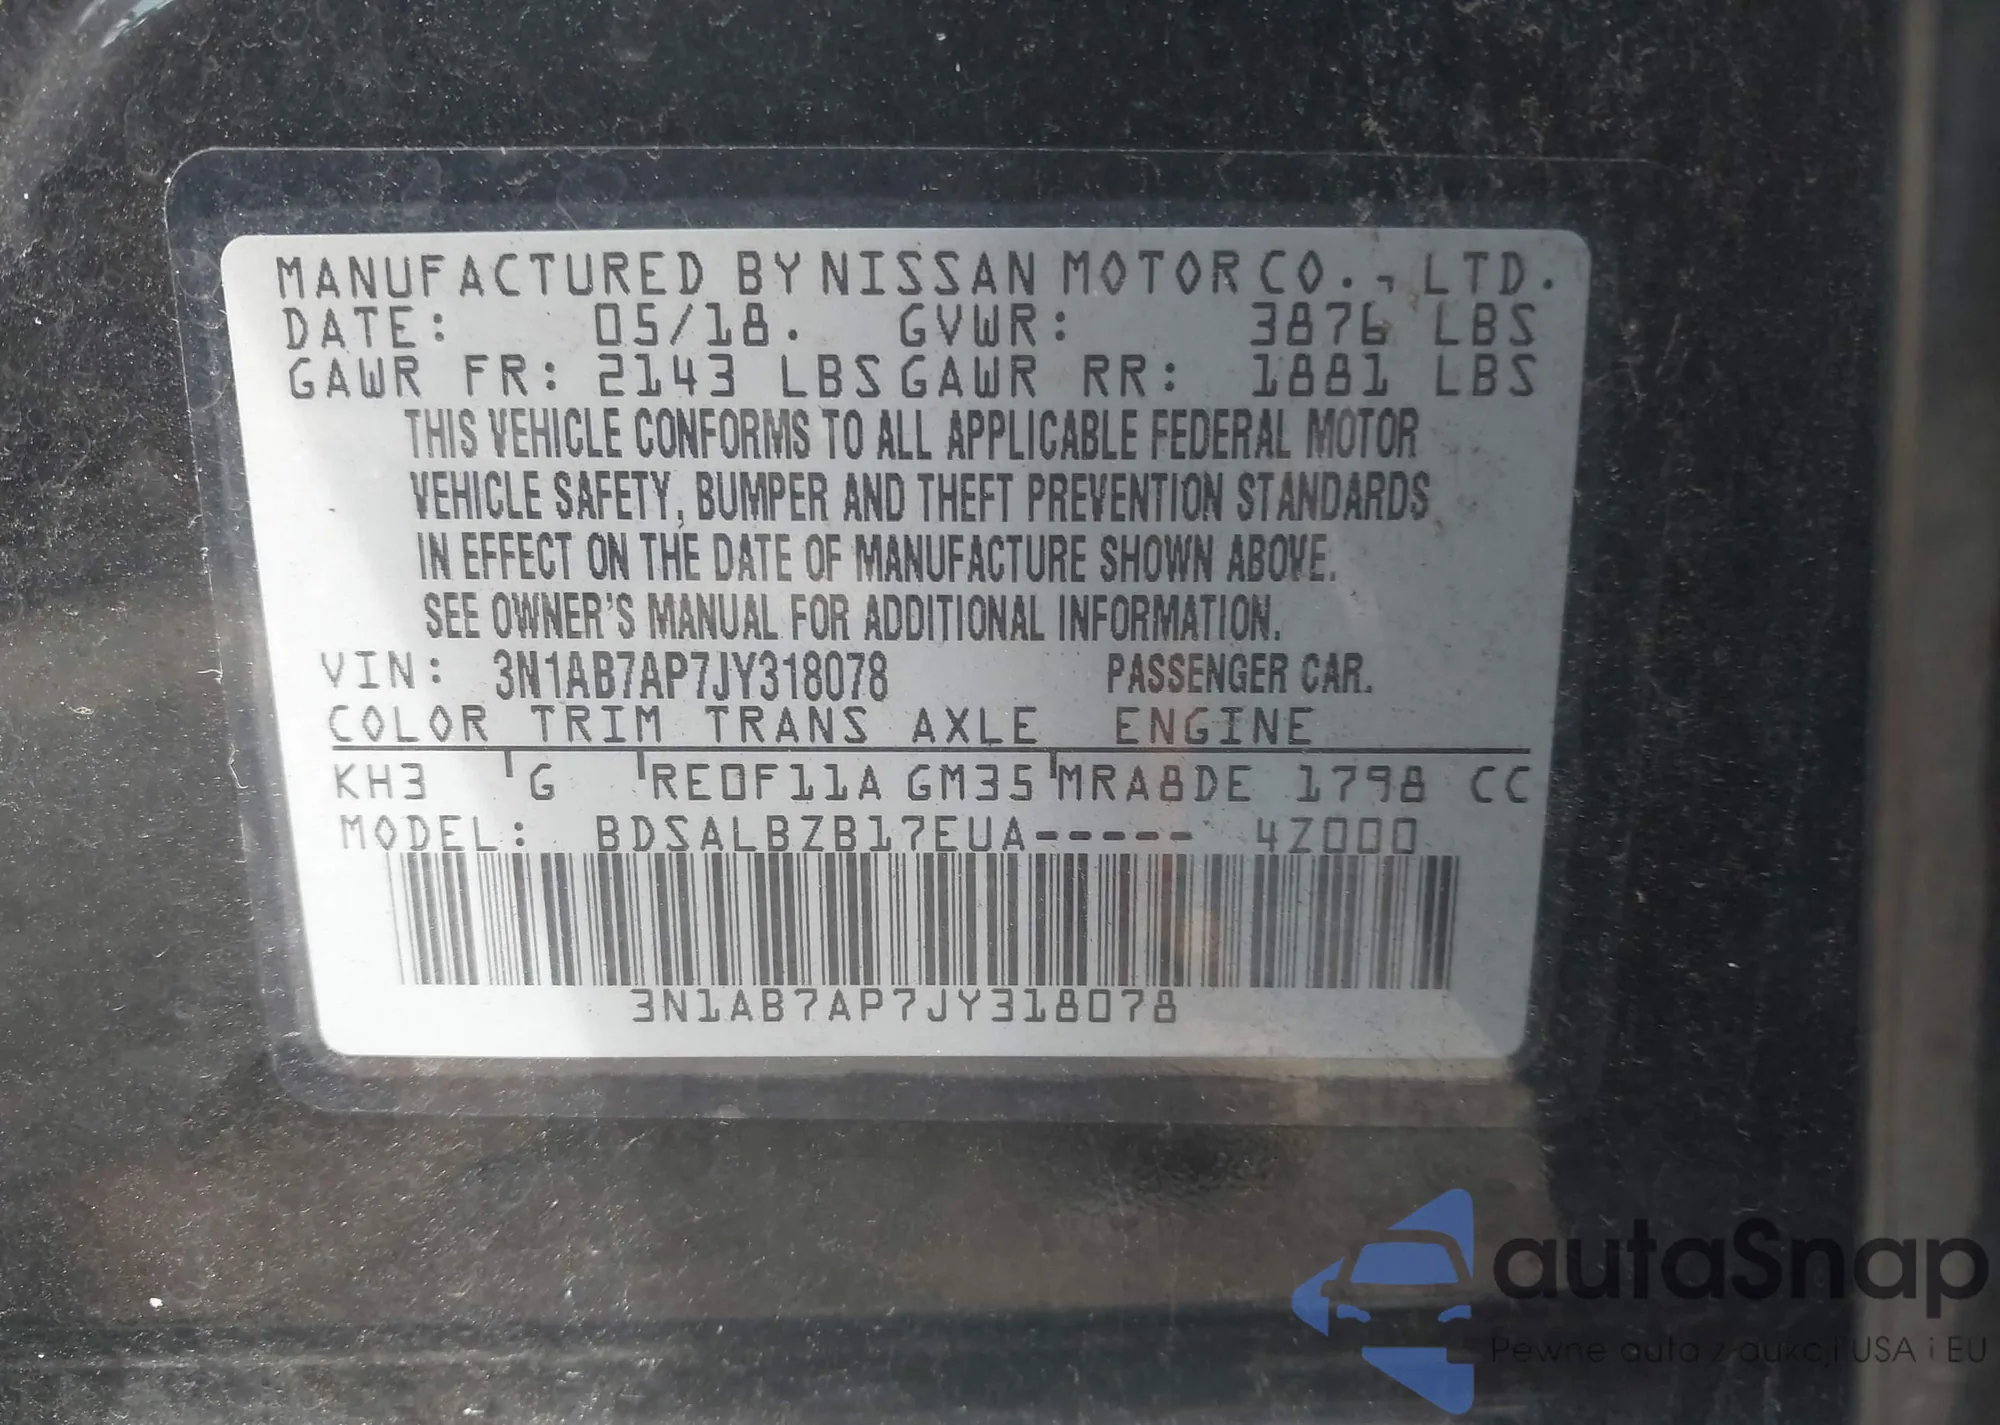 MANUFACTURED BY NISSAN MOTOR CO., LTD.
DATE: 05/18. GVWR: 3876 LBS
GAWR FR: 2143 LBS GAWR RR: 1881 LBS
THIS VEHICLE CONFORMS TO ALL APPLICABLE FEDERAL MOTOR
VEHICLE SAFETY, BUMPER AND THEFT PREVENTION STANDARDS
IN EFFECT ON THE DATE OF MANUFACTURE SHOWN ABOVE.
SEE OWNER'S MANUAL FOR ADDITIONAL INFORMATION.
VIN: 3N1AB7AP7JY318078 PASSENGER CAR.
COLOR TRIM TRANS AXLE ENGINE
KH3 G RE0F11A GM35 MRA8DE 1798 CC
MODEL: BDSALBZB17EUA----- 4Z000
3N1AB7AP7JY318078
autaSnap
Pewne auta z aukcji USA i EU